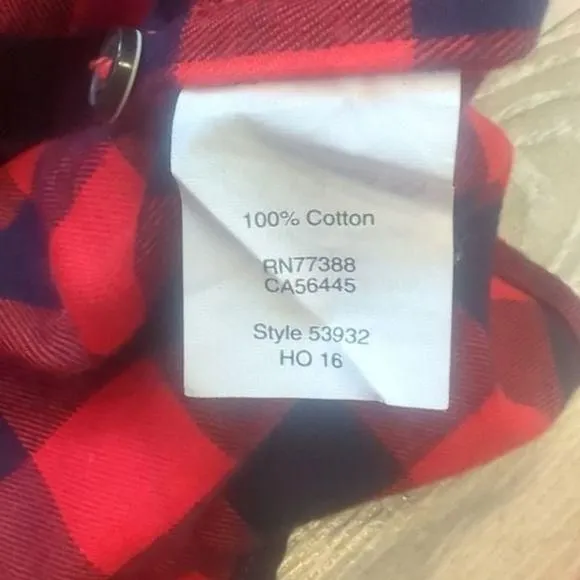 100% Cotton
RN77388
CA56445
Style 53932
HO 16